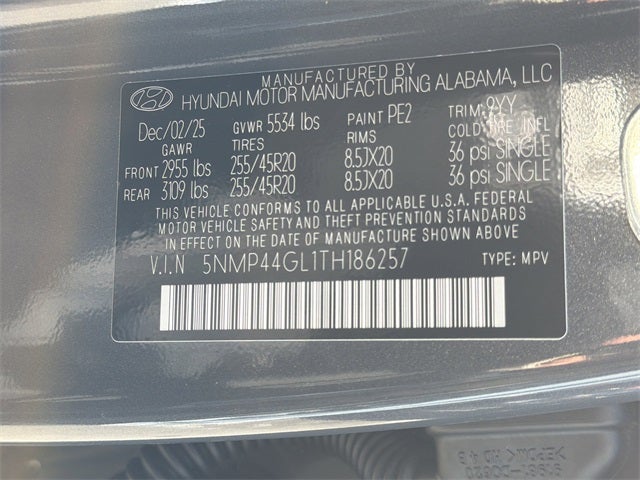 MANUFACTURED BY
HYUNDAI MOTOR MANUFACTURING ALABAMA, LLC
Dec/02/25 GVWR 5534 lbs PAINT PE2 TRIM: 9YY
GAWR TIRES RIMS COLD TIRE INFL
FRONT 2955 lbs 255/45R20 8.5JX20 36 psi SINGLE
REAR 3109 lbs 255/45R20 8.5JX20 36 psi SINGLE
THIS VEHICLE CONFORMS TO ALL APPLICABLE U.S.A. FEDERAL
MOTOR VEHICLE SAFETY AND THEFT PREVENTION STANDARDS
IN EFFECT ON THE DATE OF MANUFACTURE SHOWN ABOVE
V.I.N 5NMP44GL1TH186257 TYPE: MPV